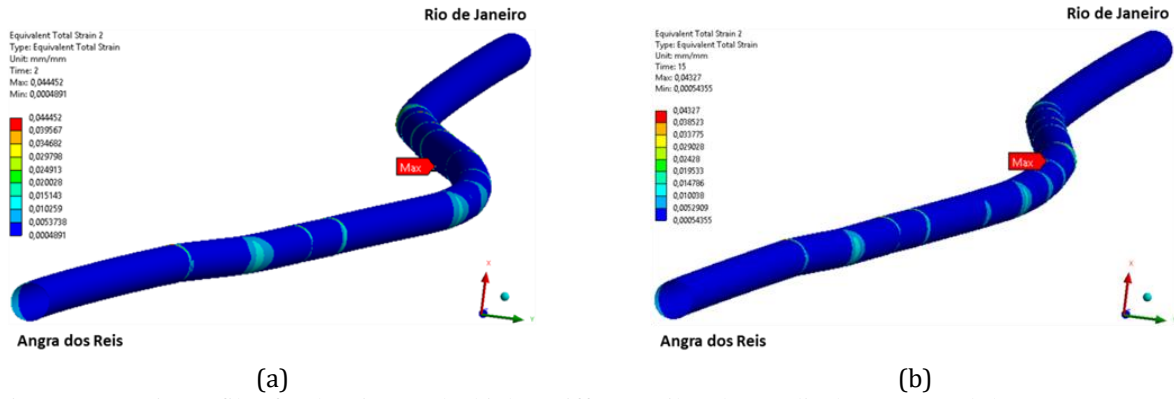 Rio de Janeiro
Equivalent Total Strain 2
Type: Equivalent Total Strain
Unit: mm/mm
Time: 2
Max: 0,044452
Min: 0,0004891
0,044452
0,039567
0,034682
0,029798
0,024913
0,020028
0,015143
0,010259
0,0053738
0,0004891
Max
X
Y
Angra dos Reis
(a)
Rio de Janeiro
Equivalent Total Strain 2
Type: Equivalent Total Strain
Unit: mm/mm
Time: 15
Max: 0,04327
Min: 0,00054355
0,04327
0,038523
0,033775
0,029028
0,02428
0,019533
0,014786
0,010038
0,0052909
0,00054355
Max
X
Angra dos Reis
(b)